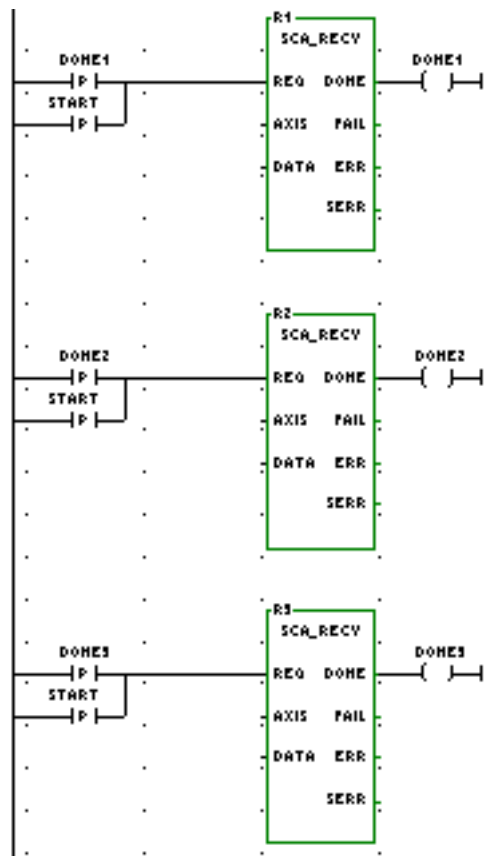 R1
SCA_RECV
DONE1 DONE1
P REQ DONE ( )
START
P AXIS FAIL
DATA ERR
SERR
R2
SCA_RECV
DONE2 DONE2
P REQ DONE ( )
START
P AXIS FAIL
DATA ERR
SERR
R3
SCA_RECV
DONE3 DONE3
P REQ DONE ( )
START
P AXIS FAIL
DATA ERR
SERR